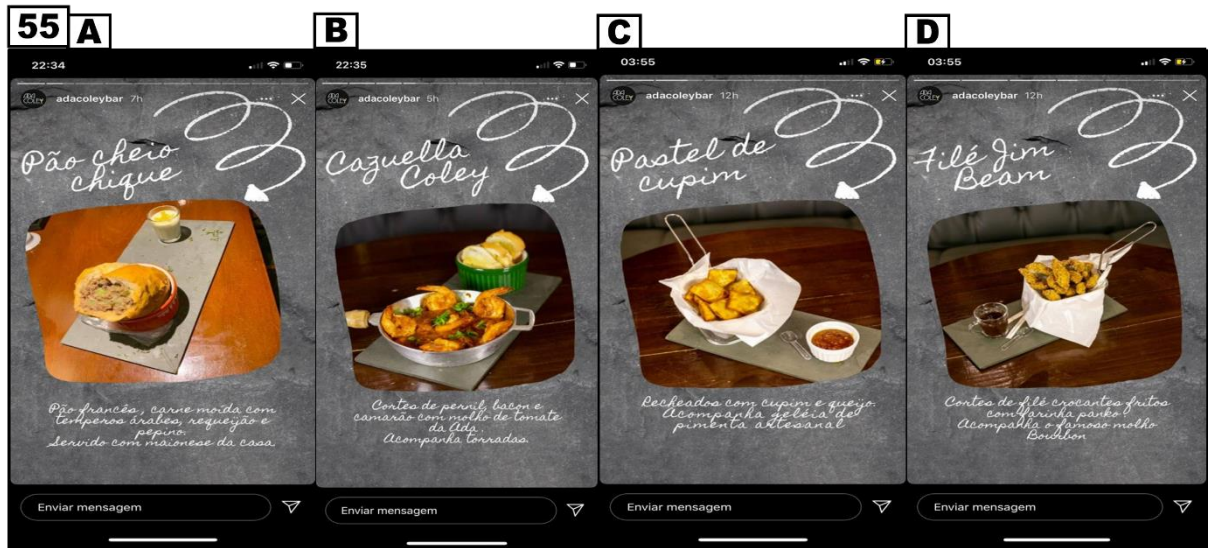 55
A
B
C
D
22:34
adacoleybar 7h
Pão cheio
chique
Pão francês, carne moída com
temperos árabes, requeijão e
pepino.
Servido com maionese da casa.
Enviar mensagem
22:35
adacoleybar 5h
Cazuella
Coley
Cortes de pernil, bacon e
camarão com molho de tomate
da Ada.
Acompanha torradas.
Enviar mensagem
03:55
adacoleybar 12h
Pastel de
cupim
Recheados com cupim e queijo.
Acompanha geléia de
pimenta artesanal
Enviar mensagem
03:55
adacoleybar 12h
Filé Jim
Beam
Cortes de filé crocantes fritos
com farinha panko!
Acompanha o famoso molho
Bourbon
Enviar mensagem